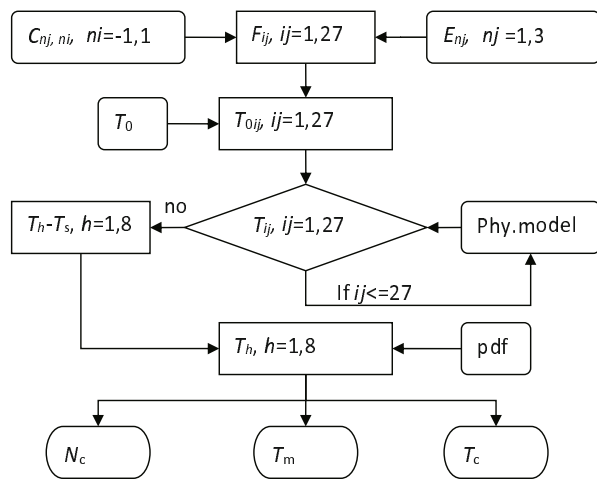 Cnj, ni, ni=-1,1
Fij, ij=1,27
Enj, nj =1,3
T0
T0ij, ij=1,27
no
Th-Ts, h=1,8
Tij, ij=1,27
Phy.model
If ij<=27
Th, h=1,8
pdf
Nc
Tm
Tc